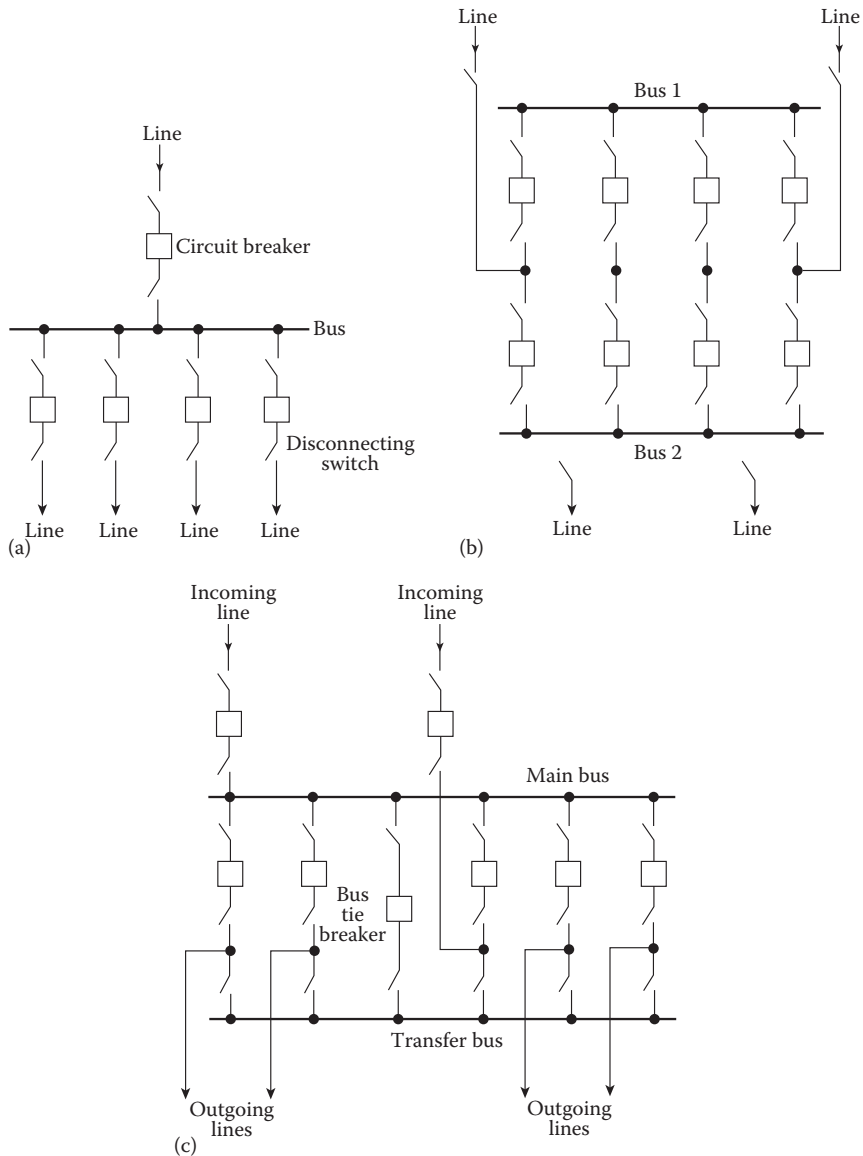 Line
Circuit breaker
Bus
Disconnecting
switch
Line
Line
Line
Line
(a)
Line
Line
Bus 1
Bus 2
Line
Line
(b)
Incoming
line
Incoming
line
Main bus
Bus
tie
breaker
Transfer bus
Outgoing
lines
Outgoing
lines
(c)